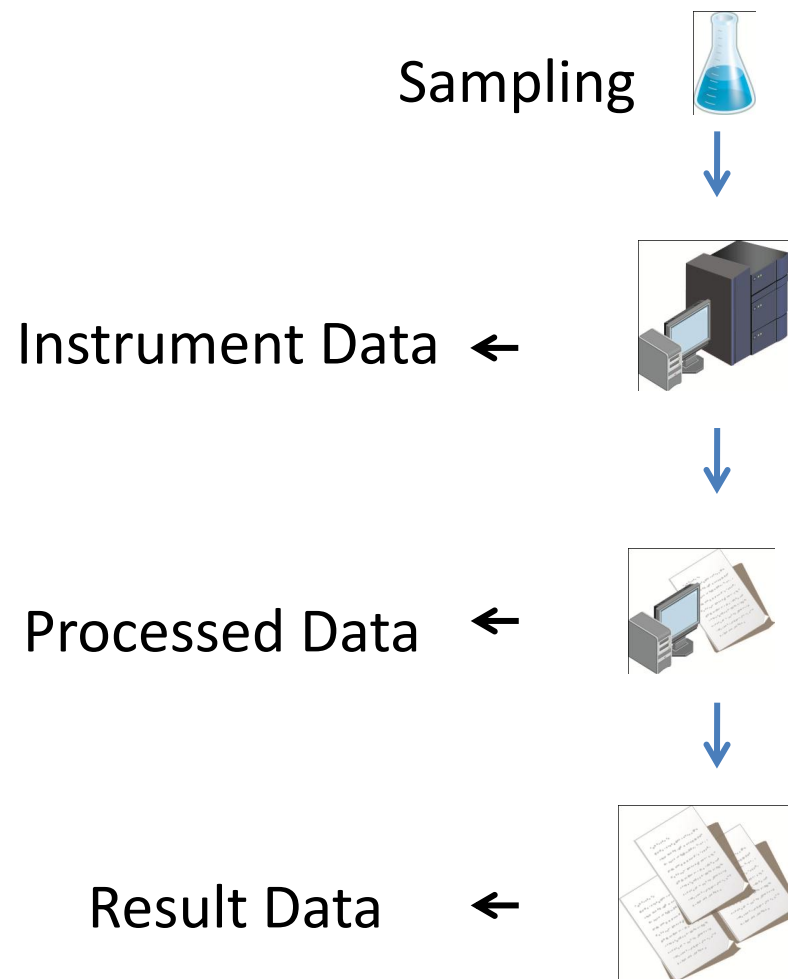 Sampling
Instrument Data
Processed Data
Result Data